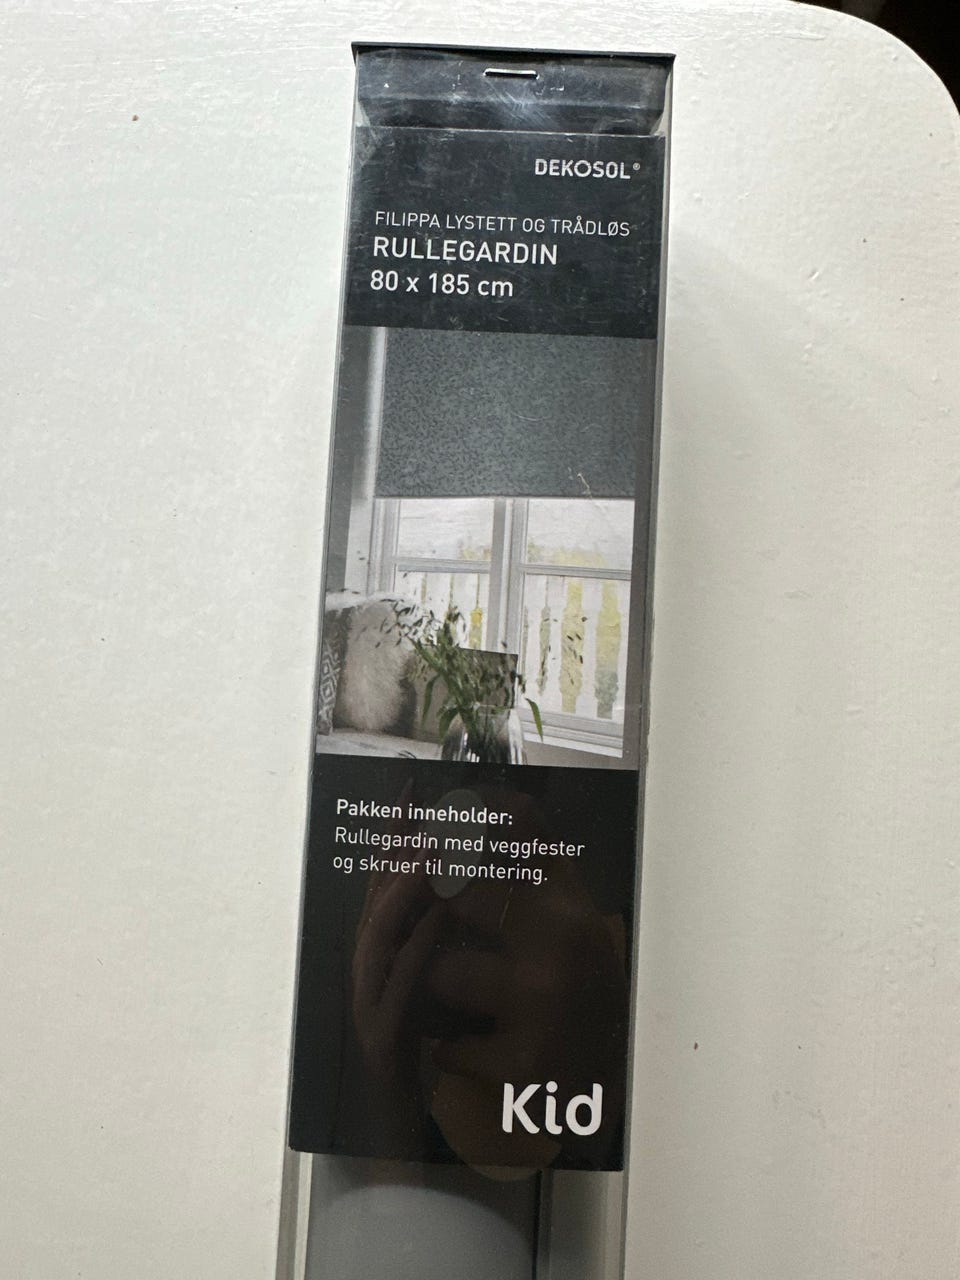 DEKOSOL®
FILIPPA LYSTETT OG TRÅDLØS
RULLEGARDIN
80 x 185 cm
Pakken inneholder:
Rullegardin med veggfester
og skruer til montering.
Kid